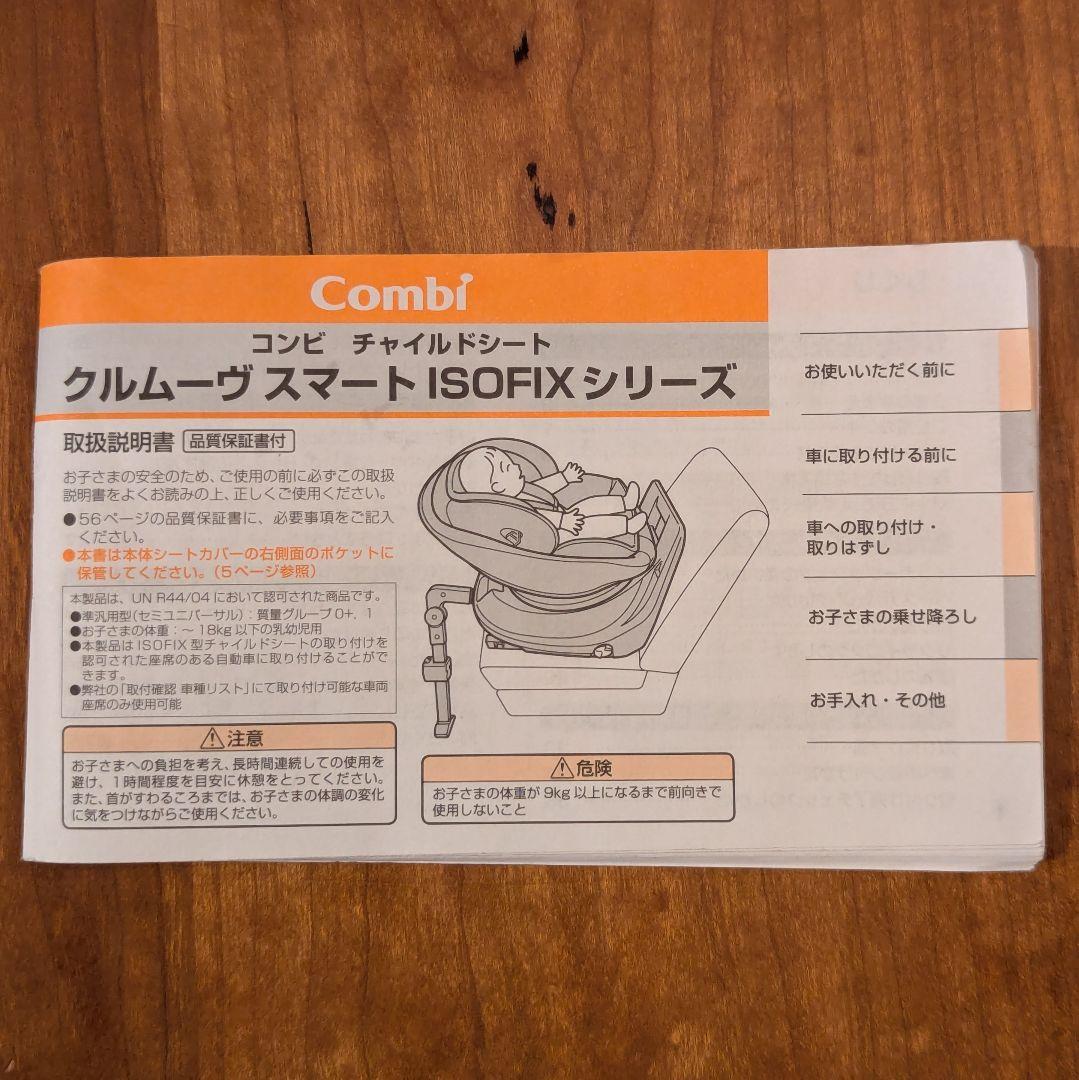 Combi
コンビ チャイルドシート
クルムーヴ スマート ISOFIX シリーズ
取扱説明書 品質保証書付
お子さまの安全のため、ご使用の前に必ずこの取扱
説明書をよくお読みの上、正しくご使用ください。
●56ページの品質保証書に、必要事項をご記入
ください。
●本書は本体シートカバーの右側面のポケットに
保管してください。(5ページ参照)
本製品は、UN R44/04 において認可された商品です。
●準汎用型(セミユニバーサル):質量グループ0+, 1
●お子さまの体重:～18kg以下の乳幼児用
●本製品は ISOFIX 型チャイルドシートの取り付けを
認可された座席のある自動車に取り付けることがで
きます。
●弊社の「取付確認 車種リスト」にて取り付け可能な車両
座席のみ使用可能
注意
お子さまへの負担を考え、長時間連続しての使用を
避け、1時間程度を目安に休憩をとってください。
また、首がすわるころまでは、お子さまの体調の変化
に気をつけながらご使用ください。
危険
お子さまの体重が 9kg 以上になるまで前向きで
使用しないこと
お使いいただく前に
車に取り付ける前に
車への取り付け・
取りはずし
お子さまの乗せ降ろし
お手入れ・その他